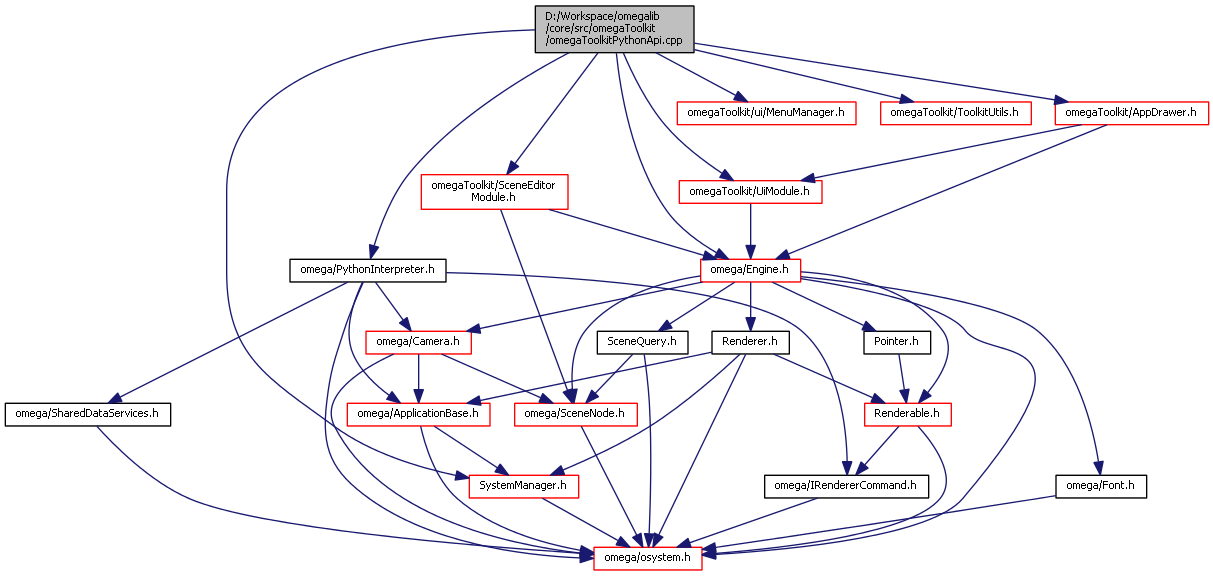 D:/Workspace/omegalib
/core/src/omegaToolkit
/omegaToolkitPythonApi.cpp
omegaToolkit/ui/MenuManager.h
omegaToolkit/ToolkitUtils.h
omegaToolkit/AppDrawer.h
omegaToolkit/SceneEditor
Module.h
omegaToolkit/UiModule.h
omega/PythonInterpreter.h
omega/Engine.h
omega/Camera.h
SceneQuery.h
Renderer.h
Pointer.h
omega/SharedDataServices.h
omega/ApplicationBase.h
omega/SceneNode.h
Renderable.h
SystemManager.h
omega/IRendererCommand.h
omega/Font.h
omega/osystem.h